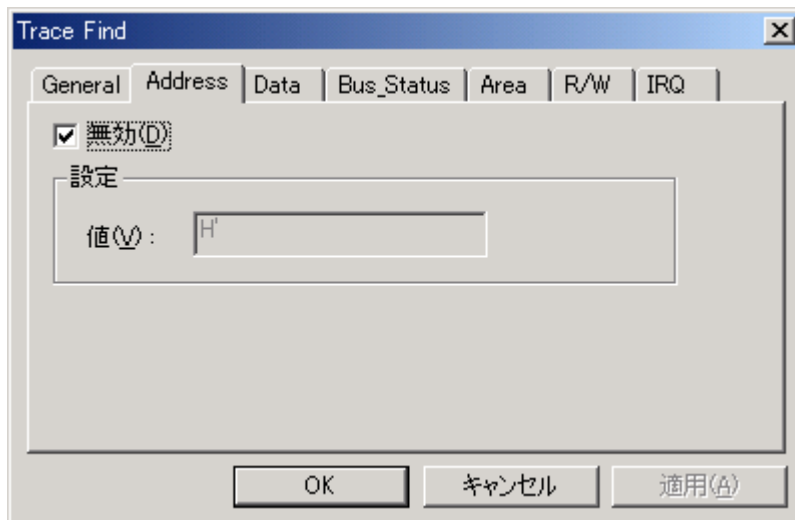 Trace Find
General Address Data Bus_Status Area R/W IRQ
無効(D)
設定
値(V) : H'
OK キャンセル 適用(A)